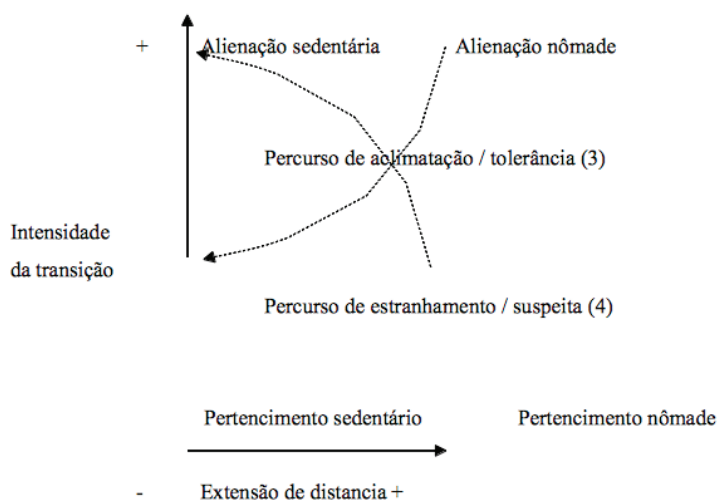 + Alienação sedentária Alienação nômade
Percurso de aclimatação / tolerância (3)
Intensidade
da transição
Percurso de estranhamento / suspeita (4)
Pertencimento sedentário Pertencimento nômade
- Extensão de distancia +